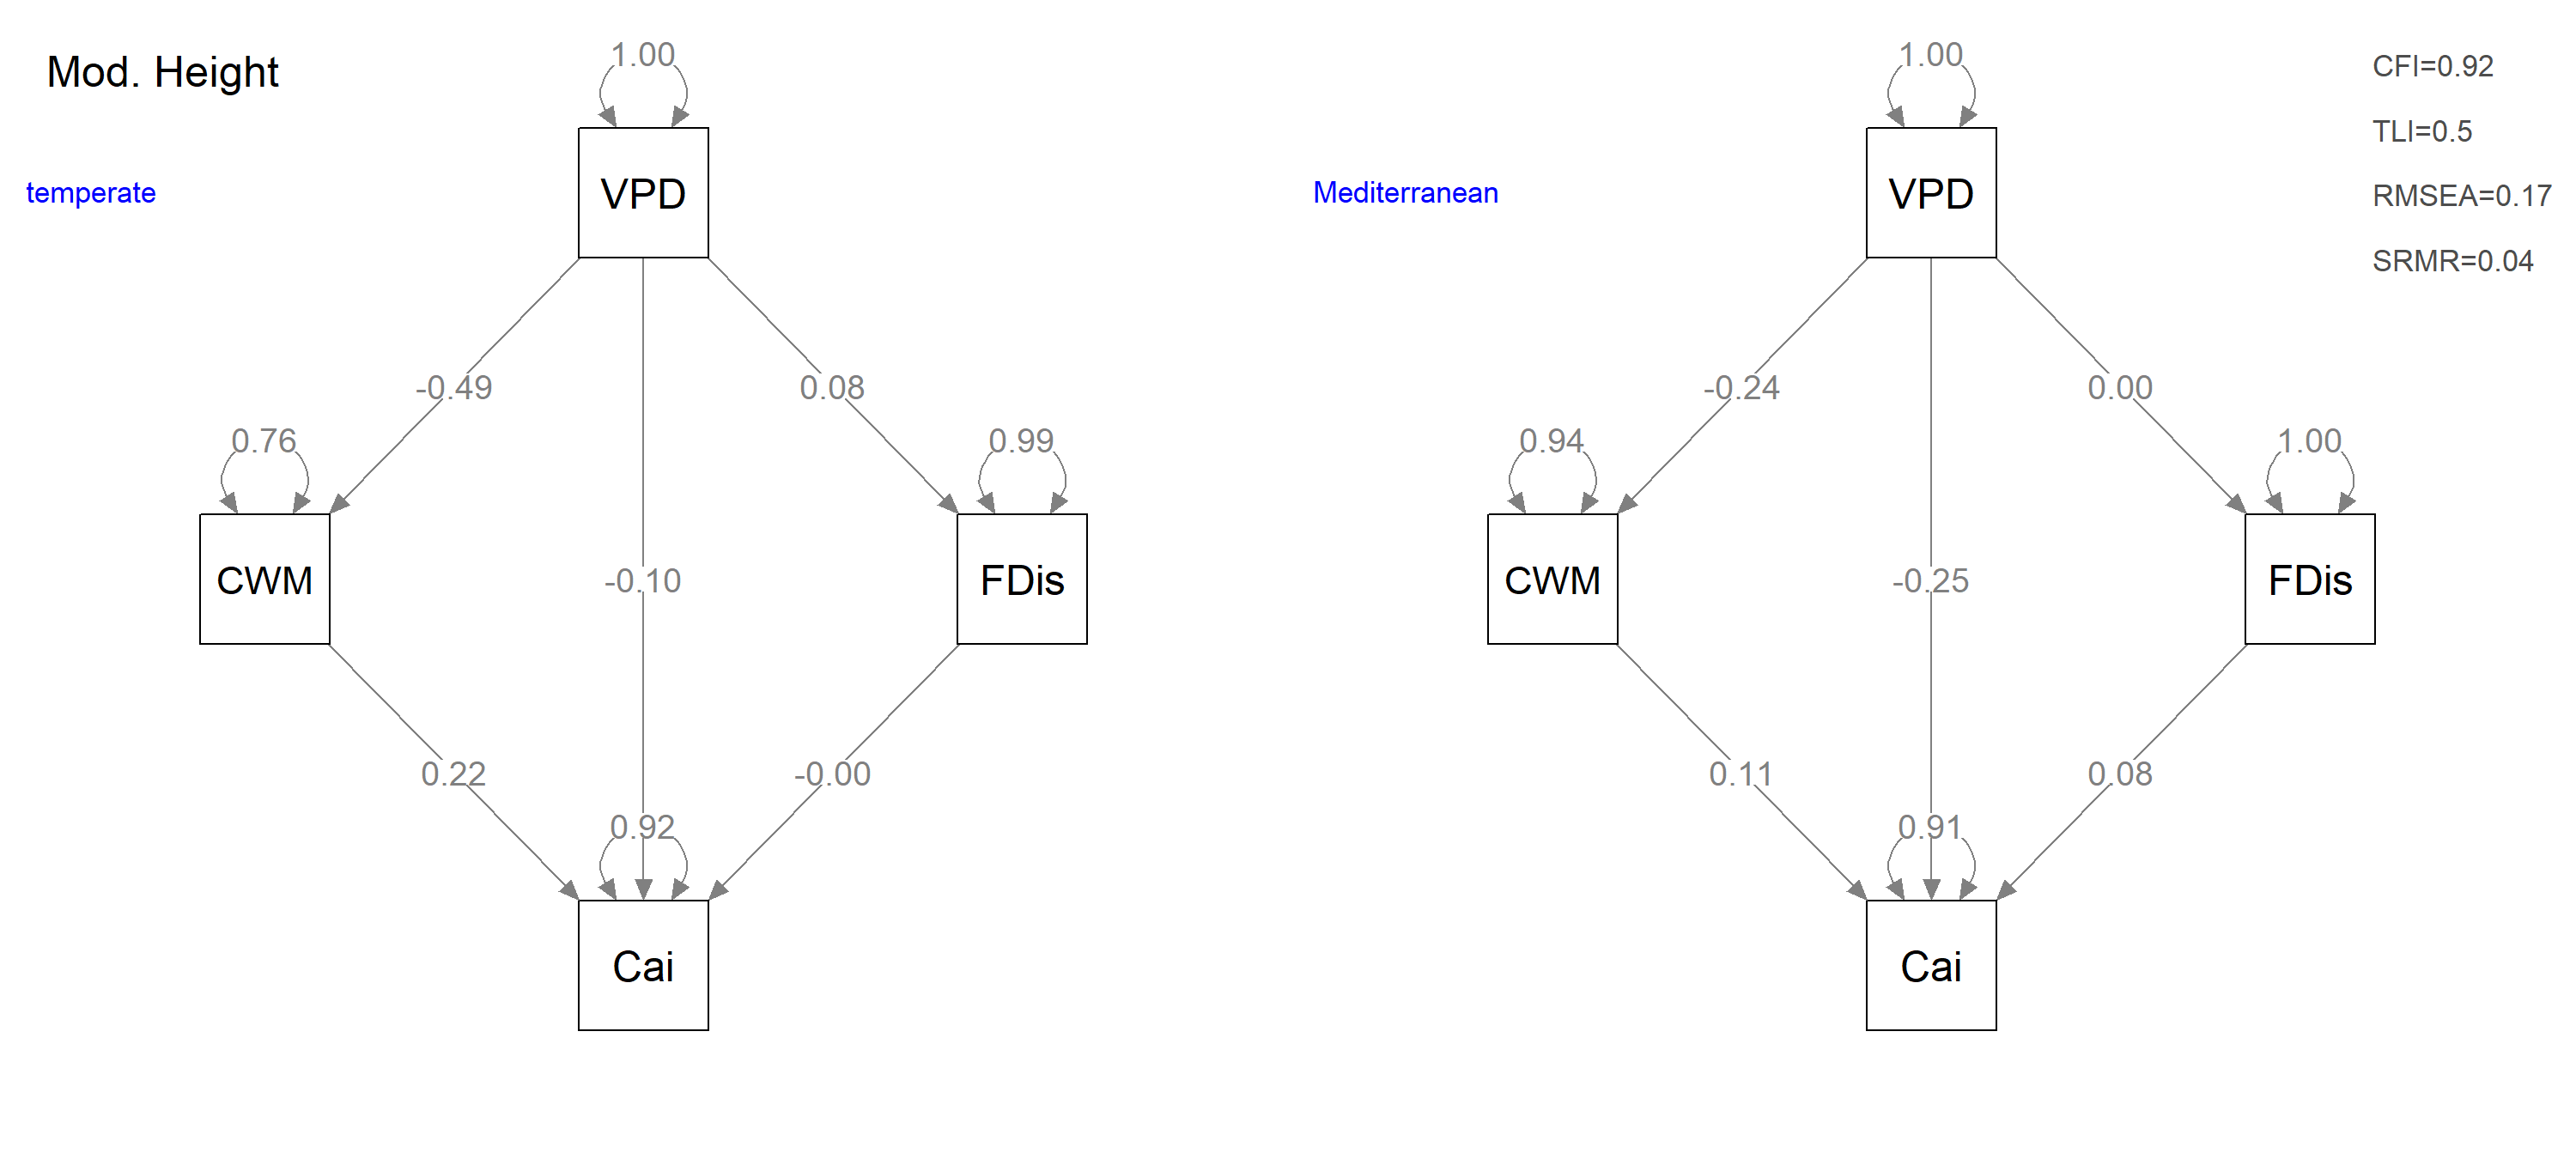 Mod. Height
temperate
1.00
VPD
-0.49
0.08
0.76
0.99
CWM
-0.10
FDis
0.22
-0.00
0.92
Cai
Mediterranean
1.00
VPD
-0.24
0.00
0.94
1.00
CWM
-0.25
FDis
0.11
0.08
0.91
Cai
CFI=0.92
TLI=0.5
RMSEA=0.17
SRMR=0.04